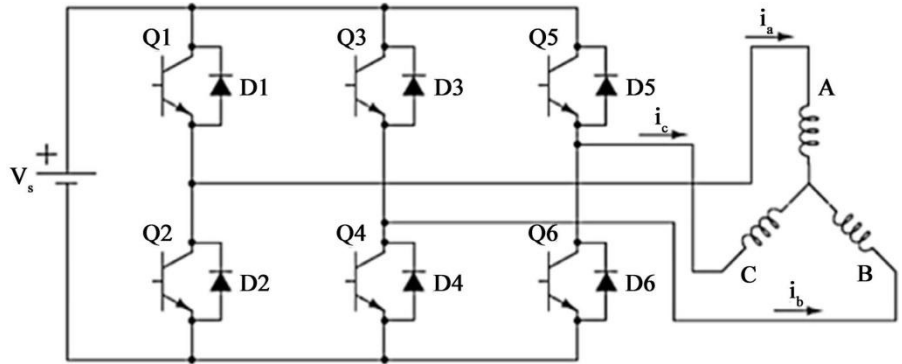 i_a
Q1
D1
Q3
D3
Q5
D5
A
i_c
+
V_s
Q2
D2
Q4
D4
Q6
D6
C
B
i_b